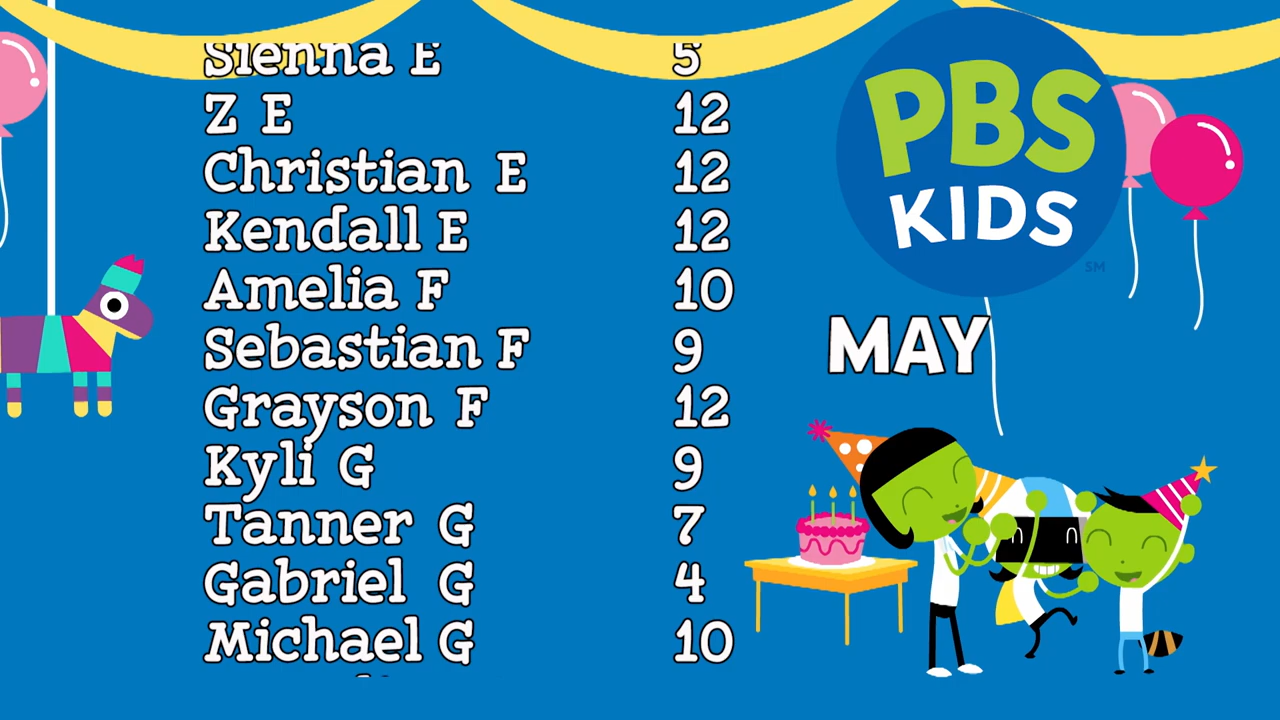 Sienna E 5
Z E 12
Christian E 12
Kendall E 12
Amelia F 10
Sebastian F 9
Grayson F 12
Kyli G 9
Tanner G 7
Gabriel G 4
Michael G 10
PBS
KIDS
SM
MAY